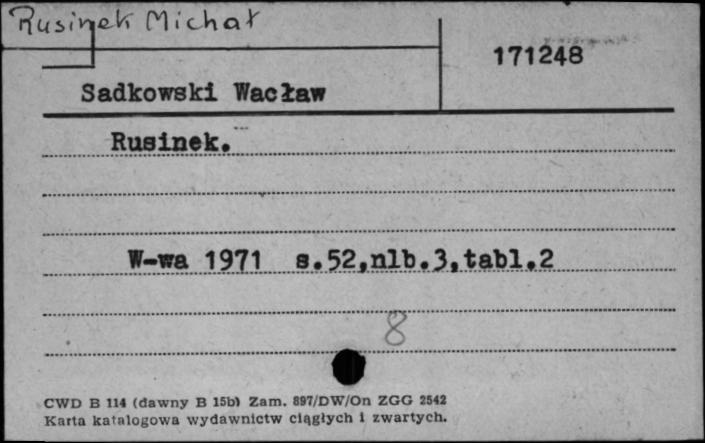 Rusinek Michał
171248
Sadkowski Wacław
Rusinek.
W-wa 1971 s.52,nlb.3,tabl.2
8
CWD B 114 (dawny B 15b) Zam. 897/DW/On ZGG 2542
Karta katalogowa wydawnictw ciągłych i zwartych.